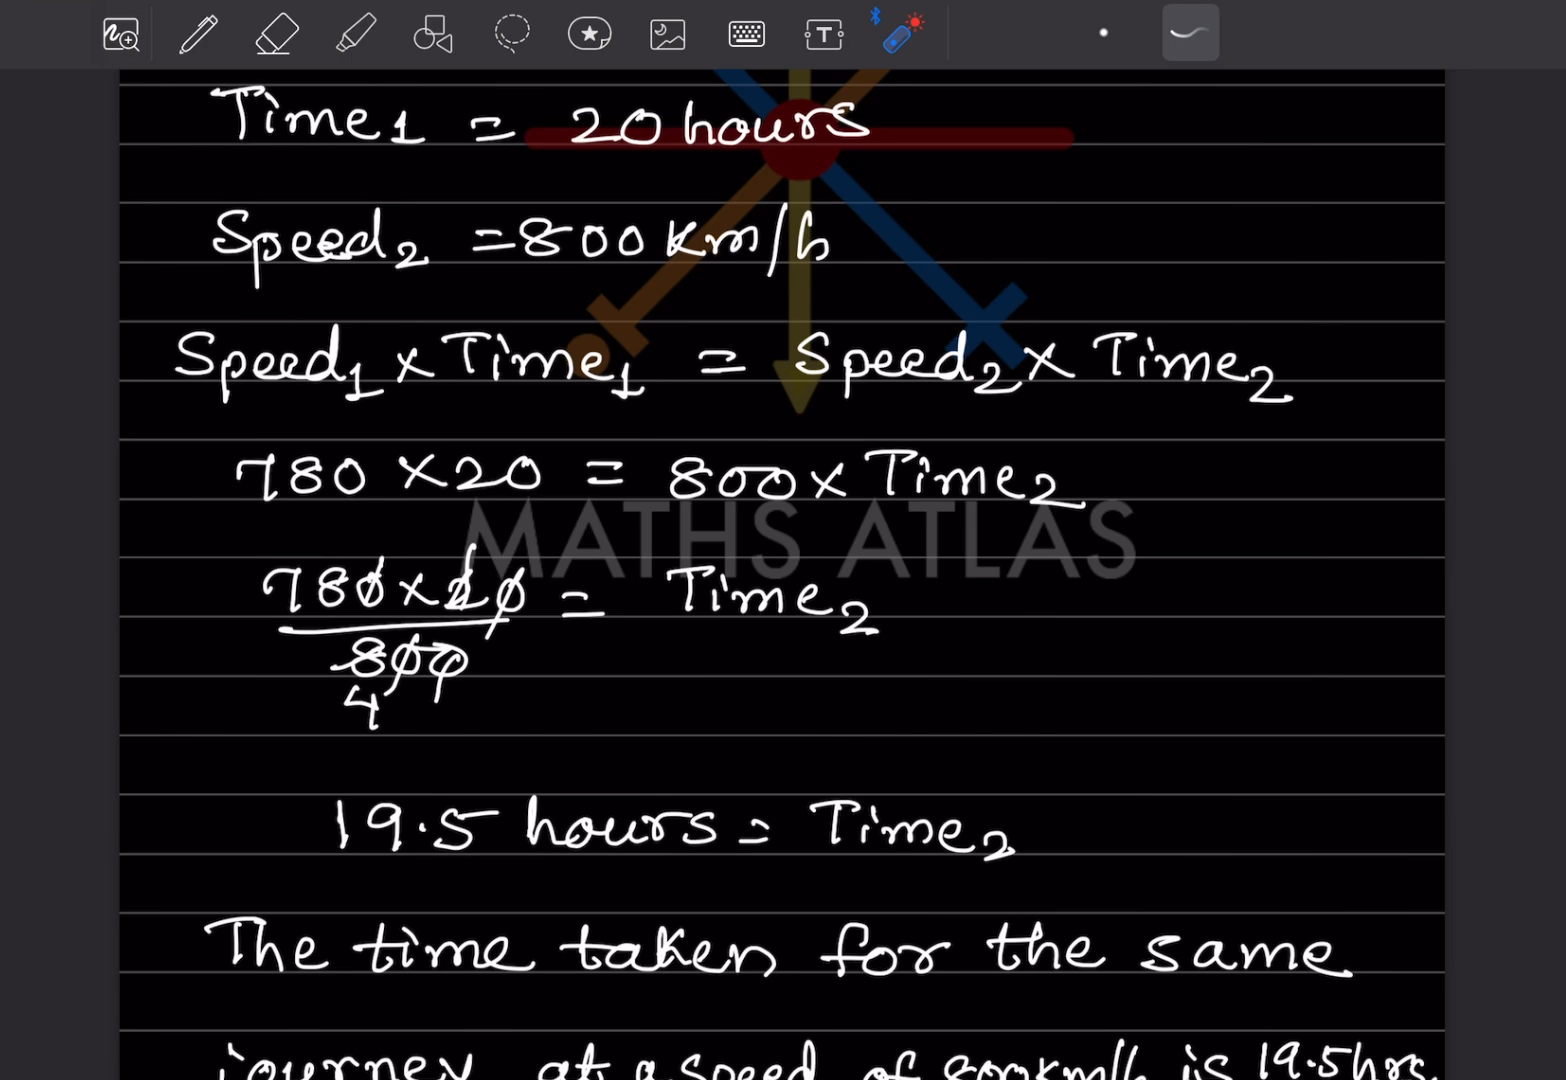 Time1 = 20 hours
Speed2 = 800 Km/h
Speed1 x Time1 = Speed2 x Time2
780 x 20 = 800 x Time2
MATHS ATLAS
780 x 20 = Time2
800
4
19.5 hours = Time2
The time taken for the same
journey at a speed of 800km/h is 19.5hrs.